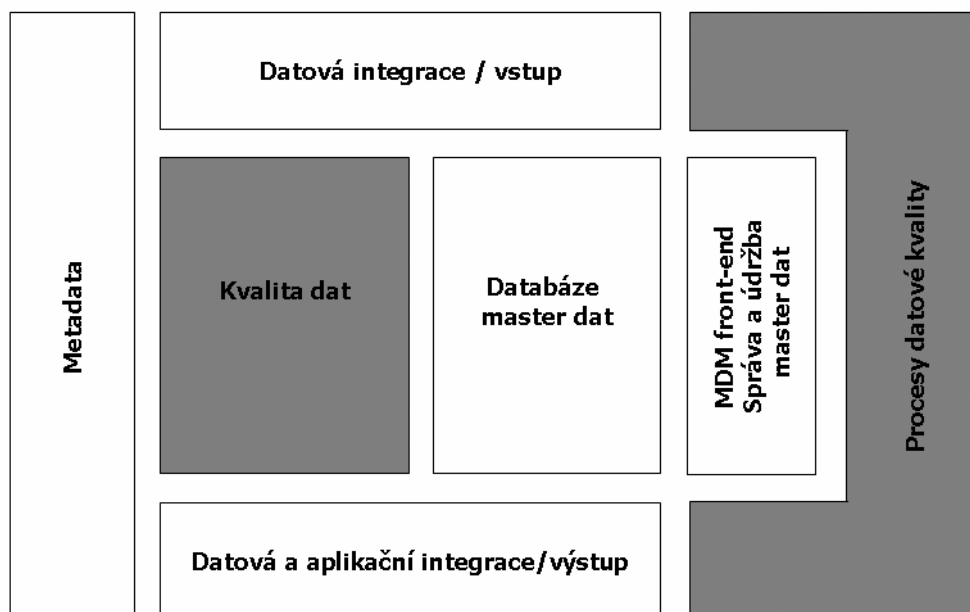 Metadata
Datová integrace / vstup
Kvalita dat
Databáze
master dat
MDM front-end
Správa a údržba
master dat
Procesy datové kvality
Datová a aplikační integrace/výstup